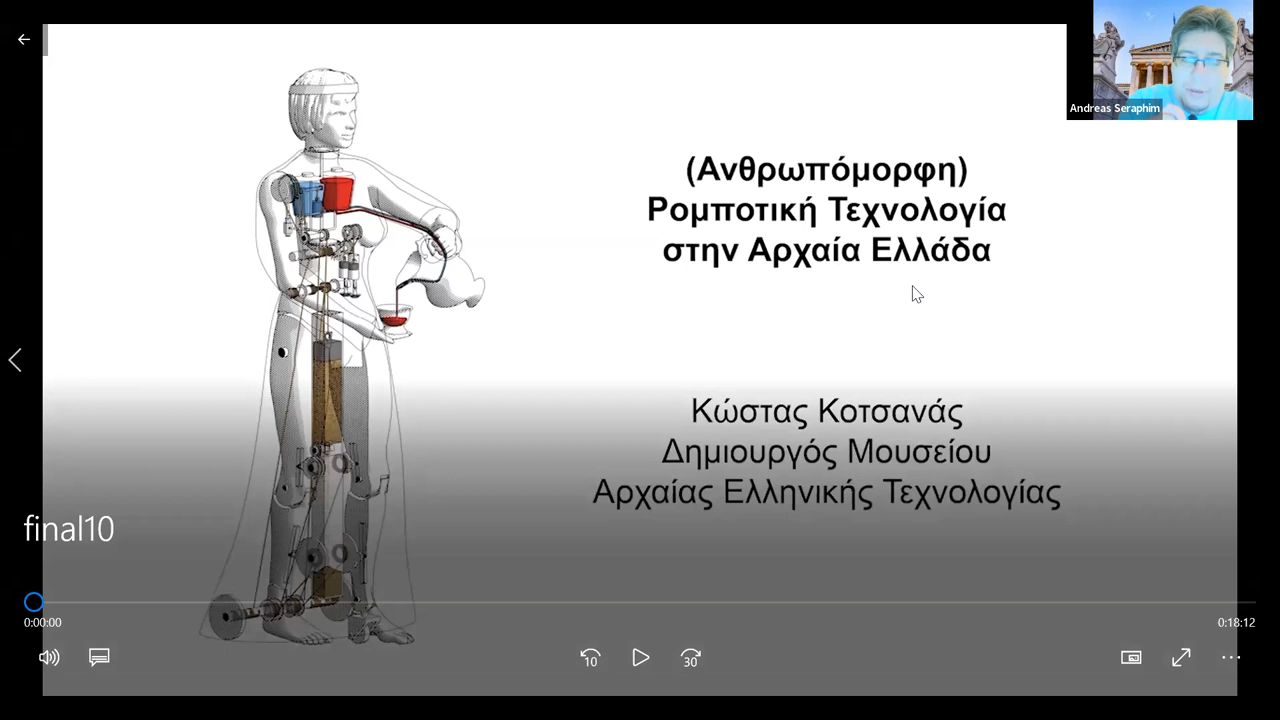 Andreas Seraphim
(Ανθρωπόμορφη)
Ρομποτική Τεχνολογία
στην Αρχαία Ελλάδα
Κώστας Κοτσανάς
Δημιουργός Μουσείου
Αρχαίας Ελληνικής Τεχνολογίας
final10
0:00:00
0:18:12
10
30